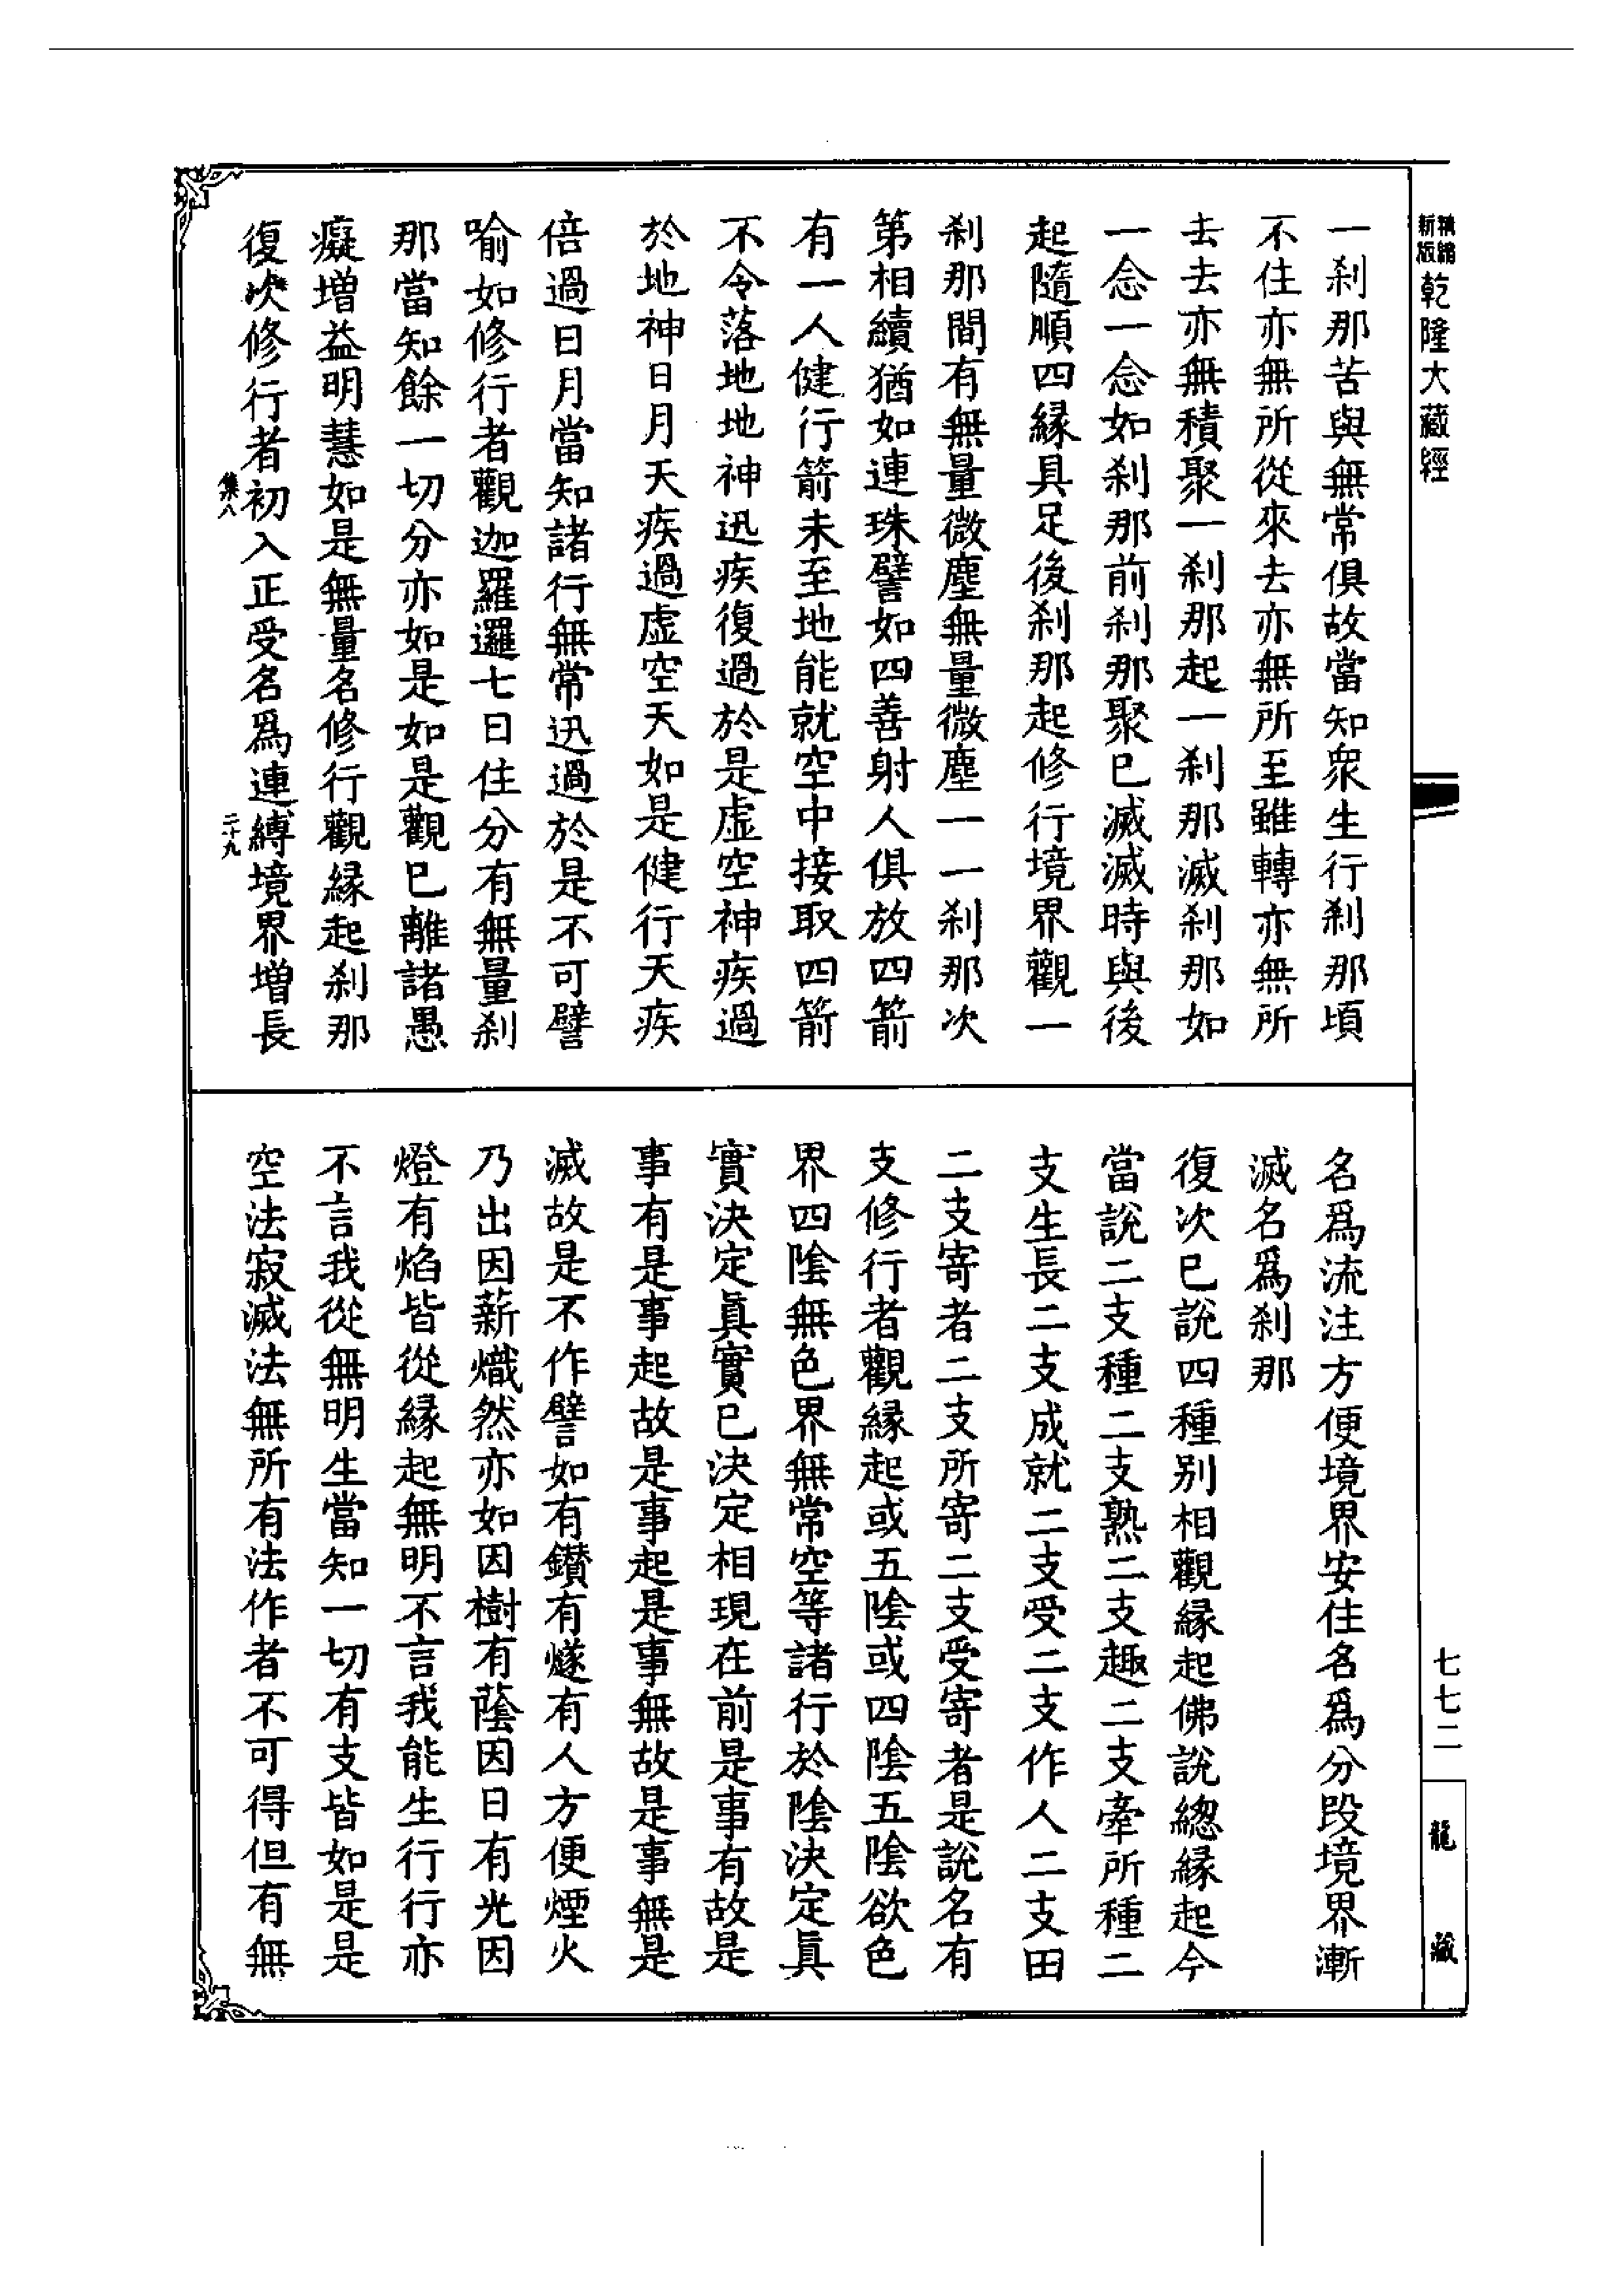 精編
新版
乾隆大藏經
一剎那苦與無常俱故當知眾生行剎那頃
不住亦無所從來去亦無所至雖轉亦無所
去去亦無積聚一剎那起一剎那滅剎那如
一念一念如剎那前剎那聚已滅滅時與後
起隨順四緣具足後剎那起修行境界觀一
剎那間有無量微塵無量微塵一一剎那次
第相續猶如連珠譬如四善射人俱放四箭
有一人健行箭未至地能就空中接取四箭
不令落地地神迅疾復過於是虛空神疾過
於地神日月天疾過虛空天如是健行天疾
倍過日月當知諸行無常迅過於是不可譬
喻如修行者觀迦羅邏七日住分有無量剎
那當知餘一切分亦如是如是觀已離諸愚
癡增益明慧如是無量名修行觀緣起剎那
復次修行者初入正受名爲連縛境界增長
集八
二十九
名爲流注方便境界安住名爲分段境界漸
滅名爲剎那
復次已說四種別相觀緣起佛說總緣起今
當說二支種二支熟二支趣二支牽所種二
支生長二支成就二支受二支作人二支田
二支寄者二支所寄二支受寄者是說名有
支修行者觀緣起或五陰或四陰五陰欲色
界四陰無色界無常空等諸行於陰決定真
實決定真實已決定相現在前是事有故是
事有是事起故是事起是事無故是事無是
滅故是不作譬如有鑽有燧有人方便煙火
乃出因薪熾然亦如因樹有蔭因日有光因
燈有焰皆從緣起無明不言我能生行行亦
不言我從無明生當知一切有支皆如是是
空法寂滅法無所有法作者不可得但有無
七七二
龍藏